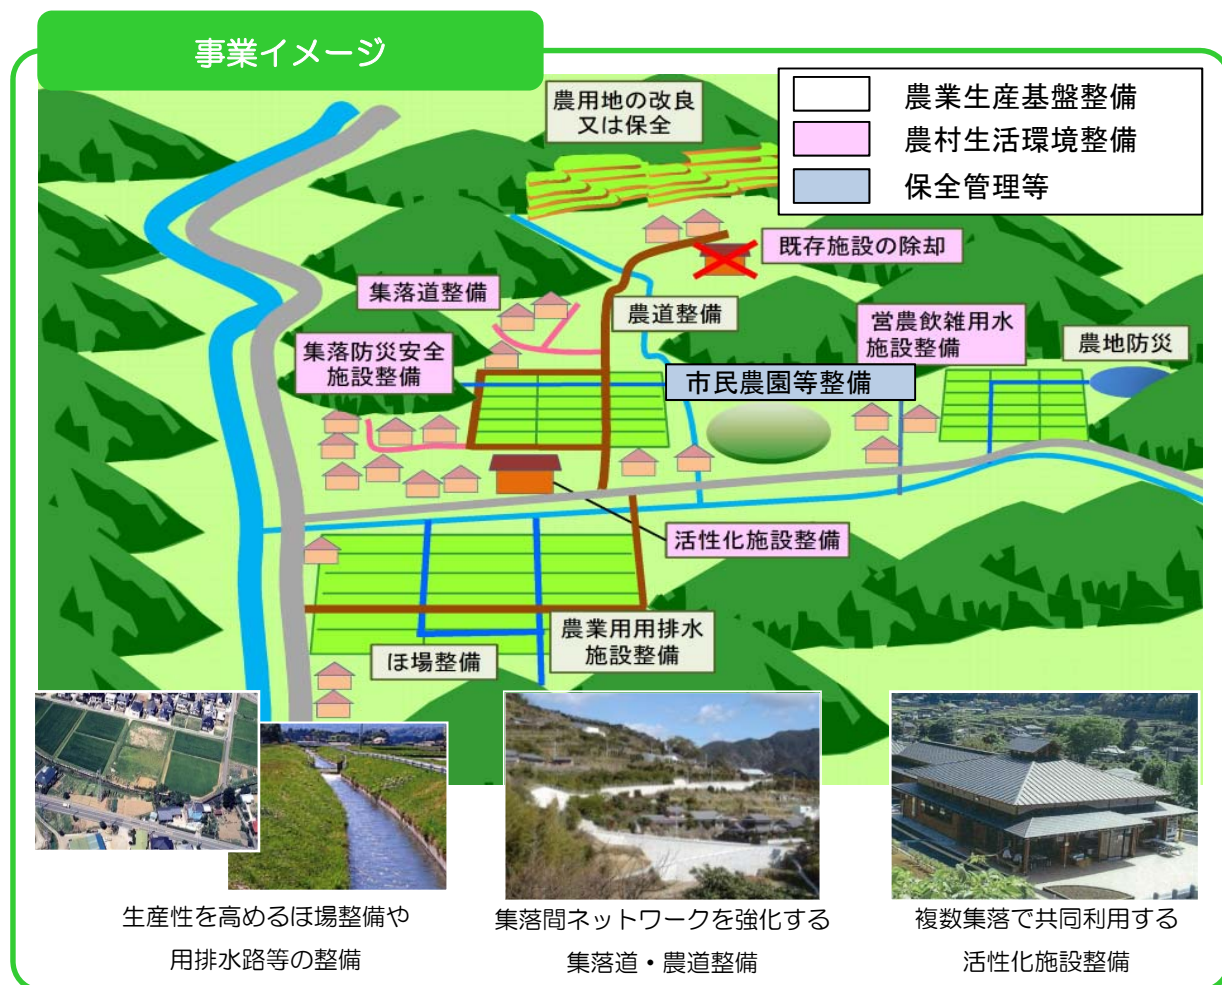 事業イメージ
農業生産基盤整備
農村生活環境整備
保全管理等
農用地の改良
又は保全
既存施設の除却
集落道整備
農道整備
営農飲雑用水
施設整備
農地防災
集落防災安全
施設整備
市民農園等整備
活性化施設整備
農業用用排水
施設整備
ほ場整備
生産性を高めるほ場整備や
用排水路等の整備
集落間ネットワークを強化する
集落道・農道整備
複数集落で共同利用する
活性化施設整備